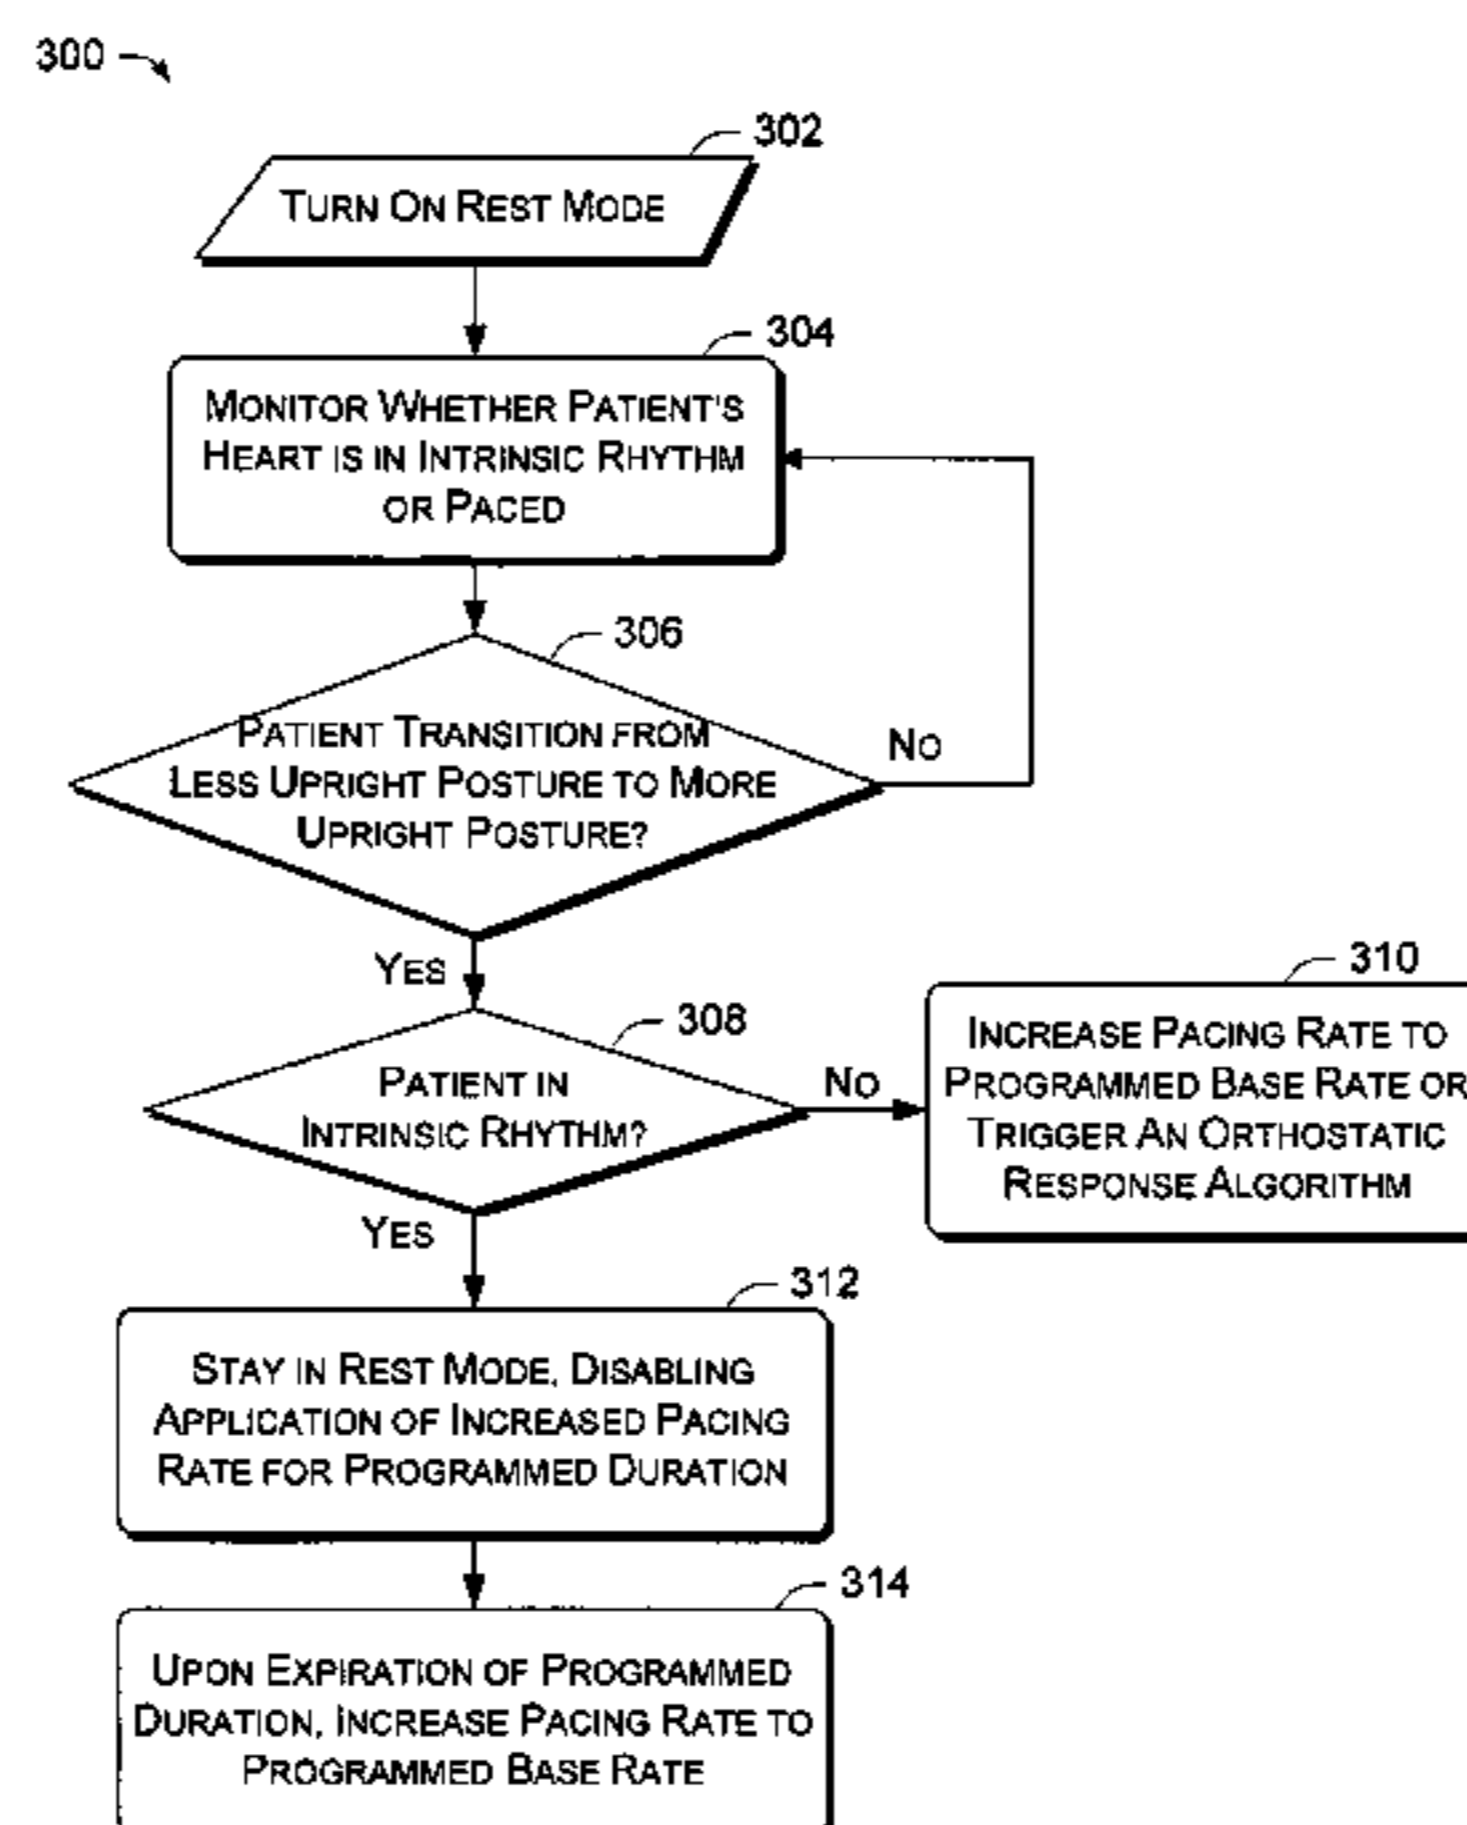 300
302
TURN ON REST MODE
304
MONITOR WHETHER PATIENT'S
HEART IS IN INTRINSIC RHYTHM
OR PACED
306
PATIENT TRANSITION FROM
LESS UPRIGHT POSTURE TO MORE
UPRIGHT POSTURE?
NO
YES
308
PATIENT IN
INTRINSIC RHYTHM?
NO
310
INCREASE PACING RATE TO
PROGRAMMED BASE RATE OR
TRIGGER AN ORTHOSTATIC
RESPONSE ALGORITHM
YES
312
STAY IN REST MODE, DISABLING
APPLICATION OF INCREASED PACING
RATE FOR PROGRAMMED DURATION
314
UPON EXPIRATION OF PROGRAMMED
DURATION, INCREASE PACING RATE TO
PROGRAMMED BASE RATE